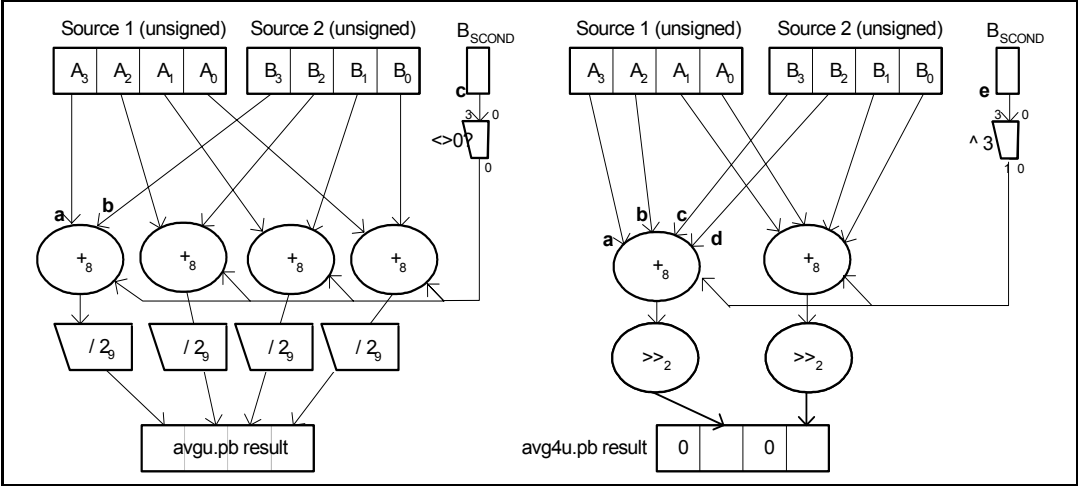 Source 1 (unsigned) Source 2 (unsigned) BSCOND
A3 A2 A1 A0 B3 B2 B1 B0
c
3 0
<>0?
0
a b
+8 +8 +8 +8
/ 29 / 29 / 29 / 29
avgu.pb result
Source 1 (unsigned) Source 2 (unsigned) BSCOND
A3 A2 A1 A0 B3 B2 B1 B0
e
3 0
^ 3
1 0
a b c d
+8 +8
>>2 >>2
avg4u.pb result 0 0